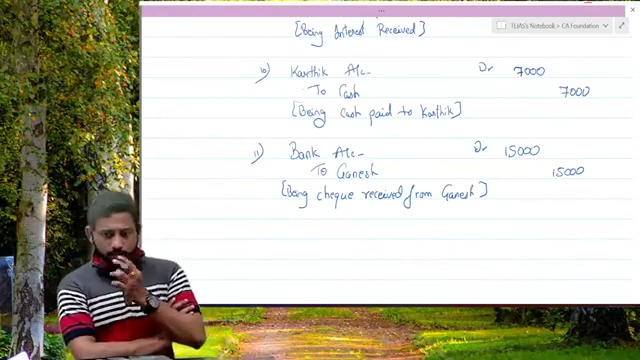 [Being Interest Received]
TLIAS's Notebook > CA Foundation
10) Karthik A/c Dr 7000
To Cash 7000
[Being cash paid to Karthik]
11) Bank A/c Dr 15000
To Ganesh 15000
[Being cheque received from Ganesh]